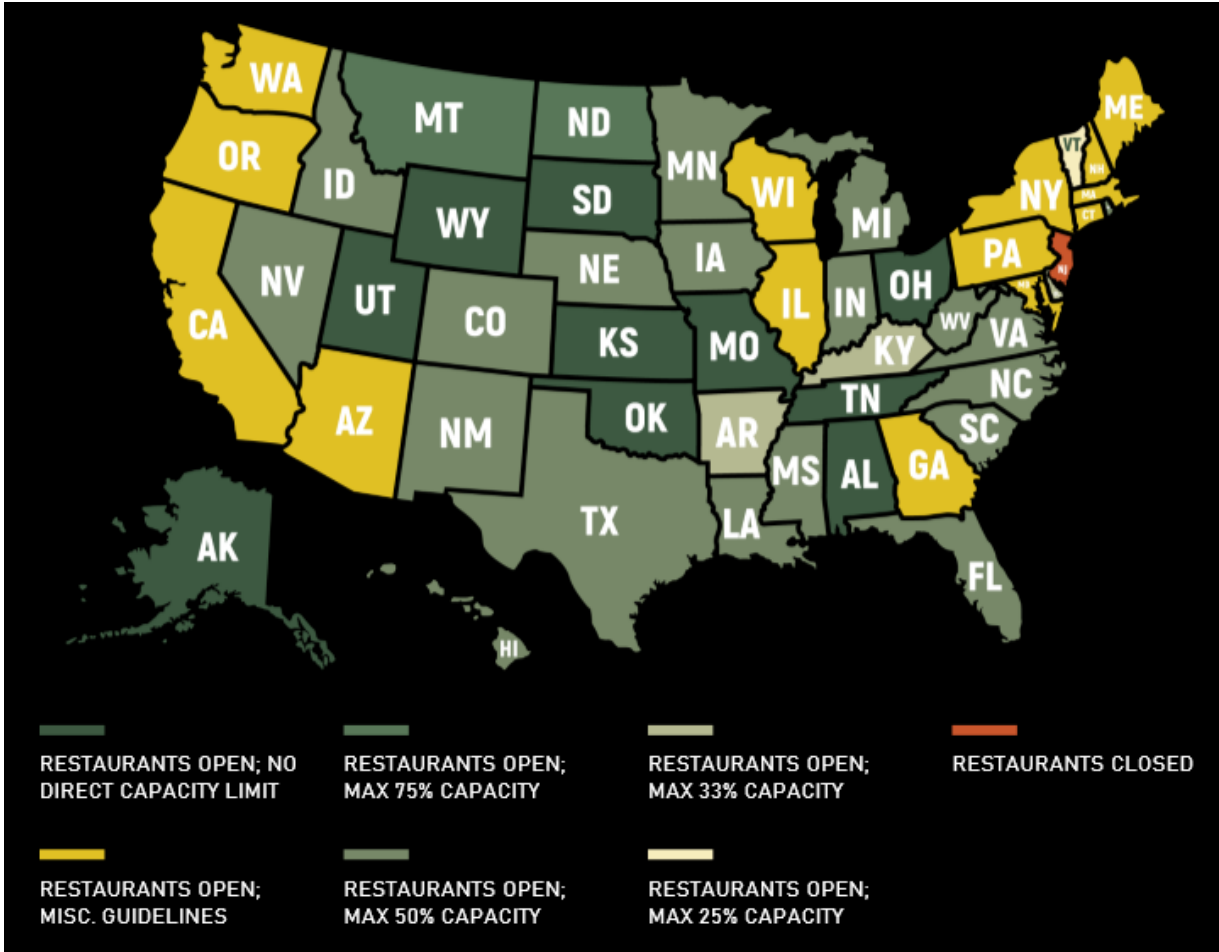 WA
MT
ND
ME
OR
ID
MN
VT
NH
WI
NY
MA
SD
WY
MI
CT
PA
IA
NE
NV
UT
CO
IL
IN
OH
NJ
MD
WV
VA
CA
KS
MO
KY
NC
TN
AZ
NM
OK
AR
SC
MS
AL
GA
TX
LA
AK
FL
HI
RESTAURANTS OPEN; NO
DIRECT CAPACITY LIMIT
RESTAURANTS OPEN;
MAX 75% CAPACITY
RESTAURANTS OPEN;
MAX 33% CAPACITY
RESTAURANTS CLOSED
RESTAURANTS OPEN;
MISC. GUIDELINES
RESTAURANTS OPEN;
MAX 50% CAPACITY
RESTAURANTS OPEN;
MAX 25% CAPACITY